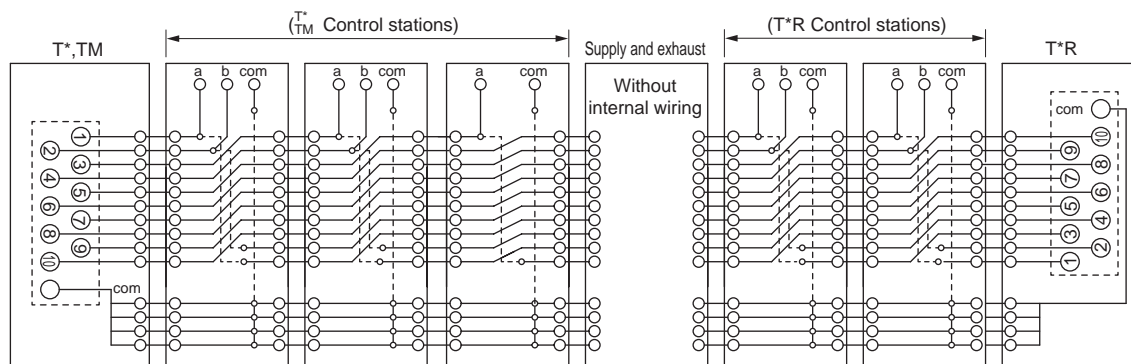 (T* TM Control stations)
Supply and exhaust
(T*R Control stations)
T*,TM
T*R
a b com
a b com
a com
Without
internal wiring
a b com
a b com
com
1
2
3
4
5
6
7
8
9
10
com
10
9
8
7
6
5
4
3
2
1